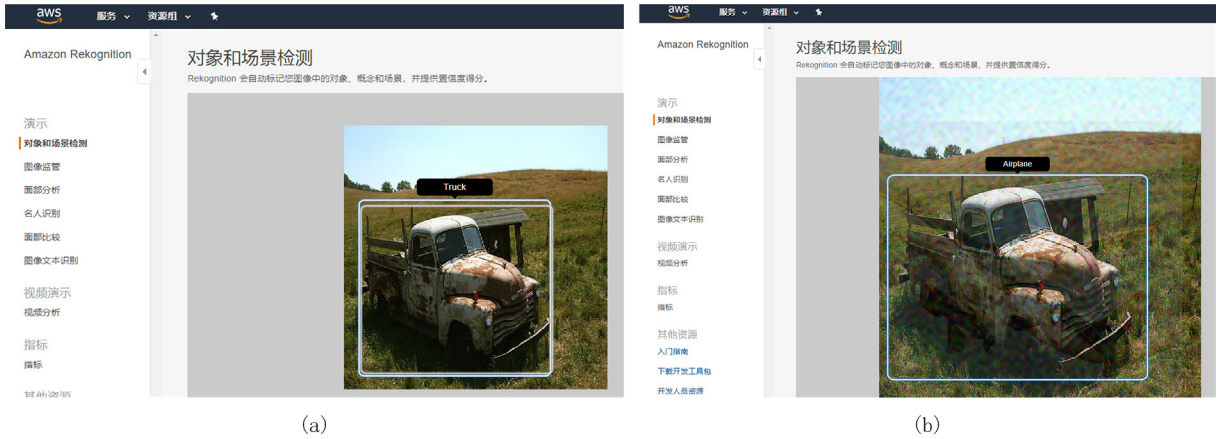 aws
服务
资源组
Amazon Rekognition
对象和场景检测
Rekognition 会自动标记您图像中的对象、概念和场景，并提供置信度得分。
演示
对象和场景检测
图像监管
面部分析
名人识别
面部比较
图像文本识别
视频演示
视频分析
指标
指标
其他资源
Truck
(a)
aws
服务
资源组
Amazon Rekognition
对象和场景检测
Rekognition 会自动标记您图像中的对象、概念和场景，并提供置信度得分。
演示
对象和场景检测
图像监管
面部分析
名人识别
面部比较
图像文本识别
视频演示
视频分析
指标
指标
其他资源
入门指南
下载开发工具包
开发人员资源
Airplane
(b)